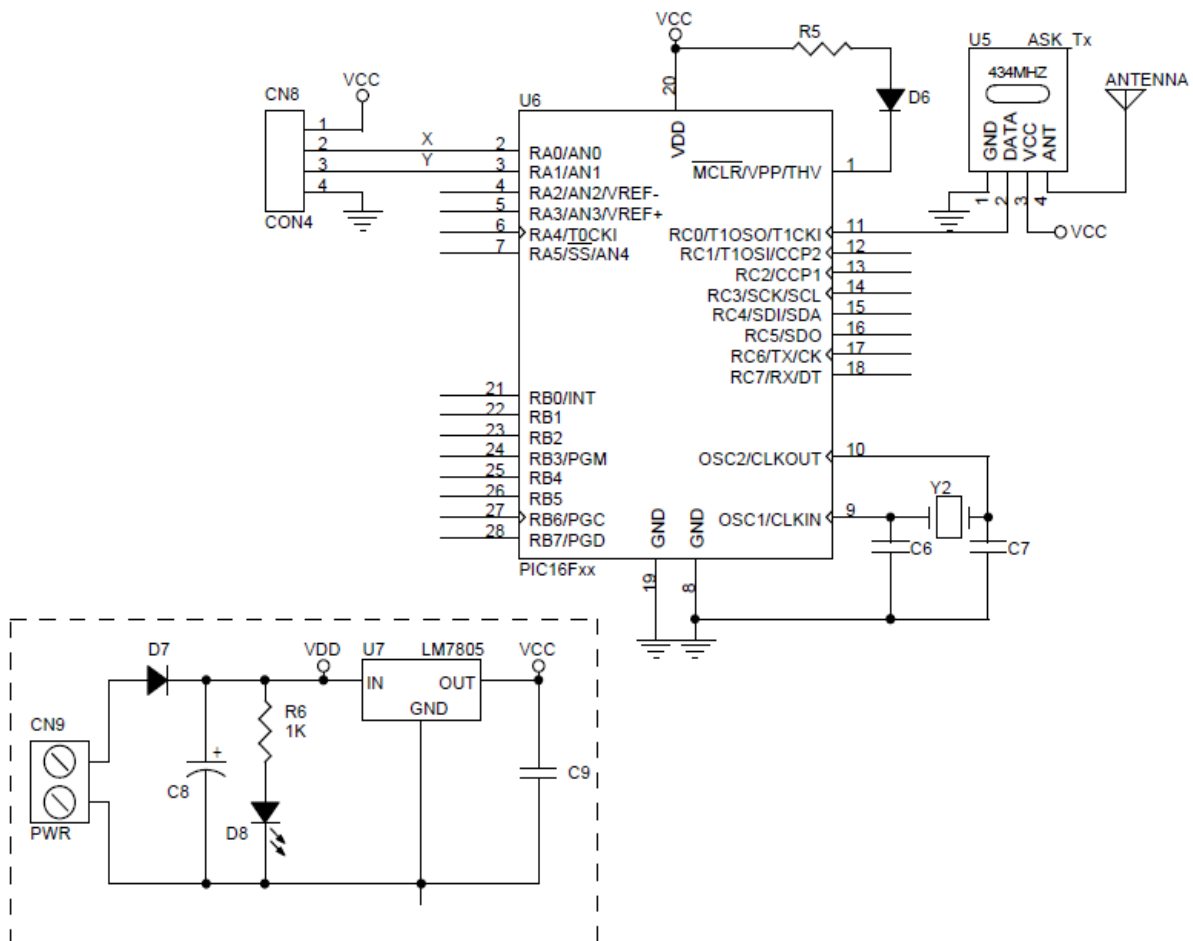 VCC
R5
D6
U5 ASK_Tx
434MHZ
GND
DATA
VCC
ANT
1
2
3
4
ANTENNA
VCC
CN8
VCC
1
2
3
4
CON4
X
Y
U6
20
VDD
2 RA0/AN0
3 RA1/AN1
4 RA2/AN2/VREF-
5 RA3/AN3/VREF+
6 RA4/T0CKI
7 RA5/SS/AN4
MCLR/VPP/THV 1
RC0/T1OSO/T1CKI 11
RC1/T1OSI/CCP2 12
RC2/CCP1 13
RC3/SCK/SCL 14
RC4/SDI/SDA 15
RC5/SDO 16
RC6/TX/CK 17
RC7/RX/DT 18
21 RB0/INT
22 RB1
23 RB2
24 RB3/PGM
25 RB4
26 RB5
27 RB6/PGC
28 RB7/PGD
OSC2/CLKOUT 10
OSC1/CLKIN 9
GND
GND
19
8
PIC16Fxx
Y2
C6
C7
D7
VDD
U7 LM7805
VCC
IN OUT
GND
CN9
PWR
C8
+
R6
1K
D8
C9